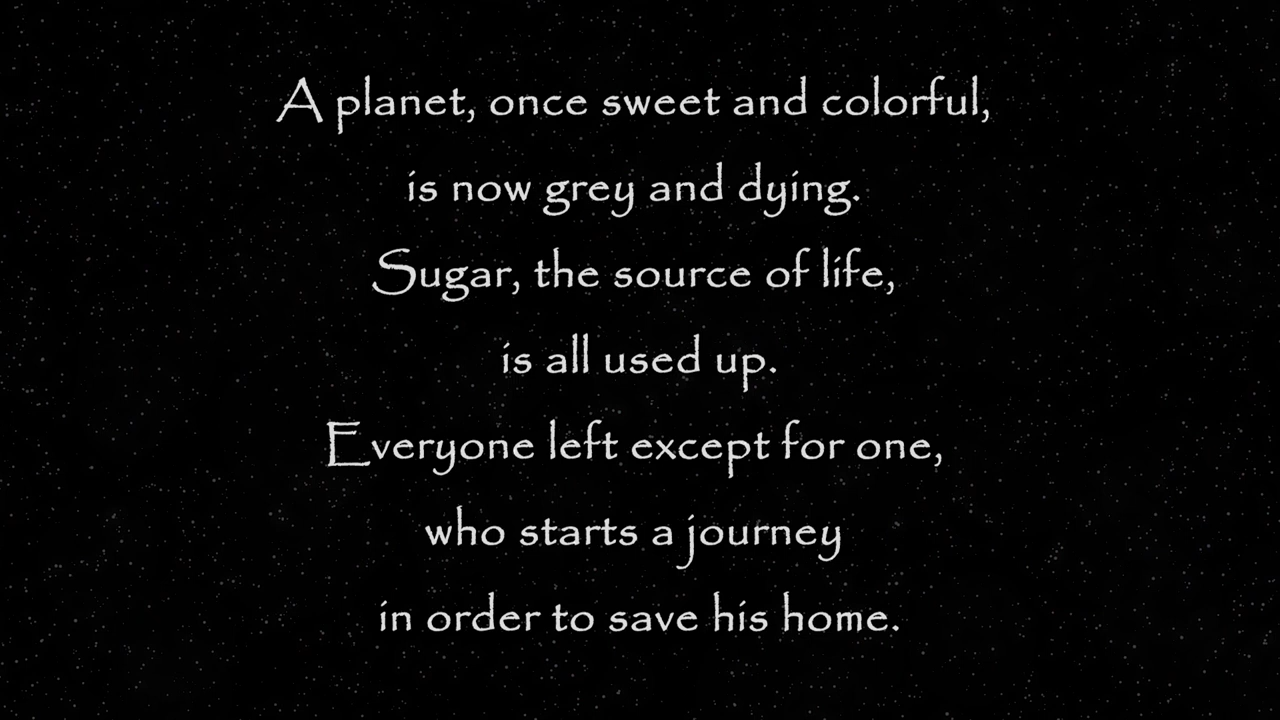 A planet, once sweet and colorful,
is now grey and dying.
Sugar, the source of life,
is all used up.
Everyone left except for one,
who starts a journey
in order to save his home.